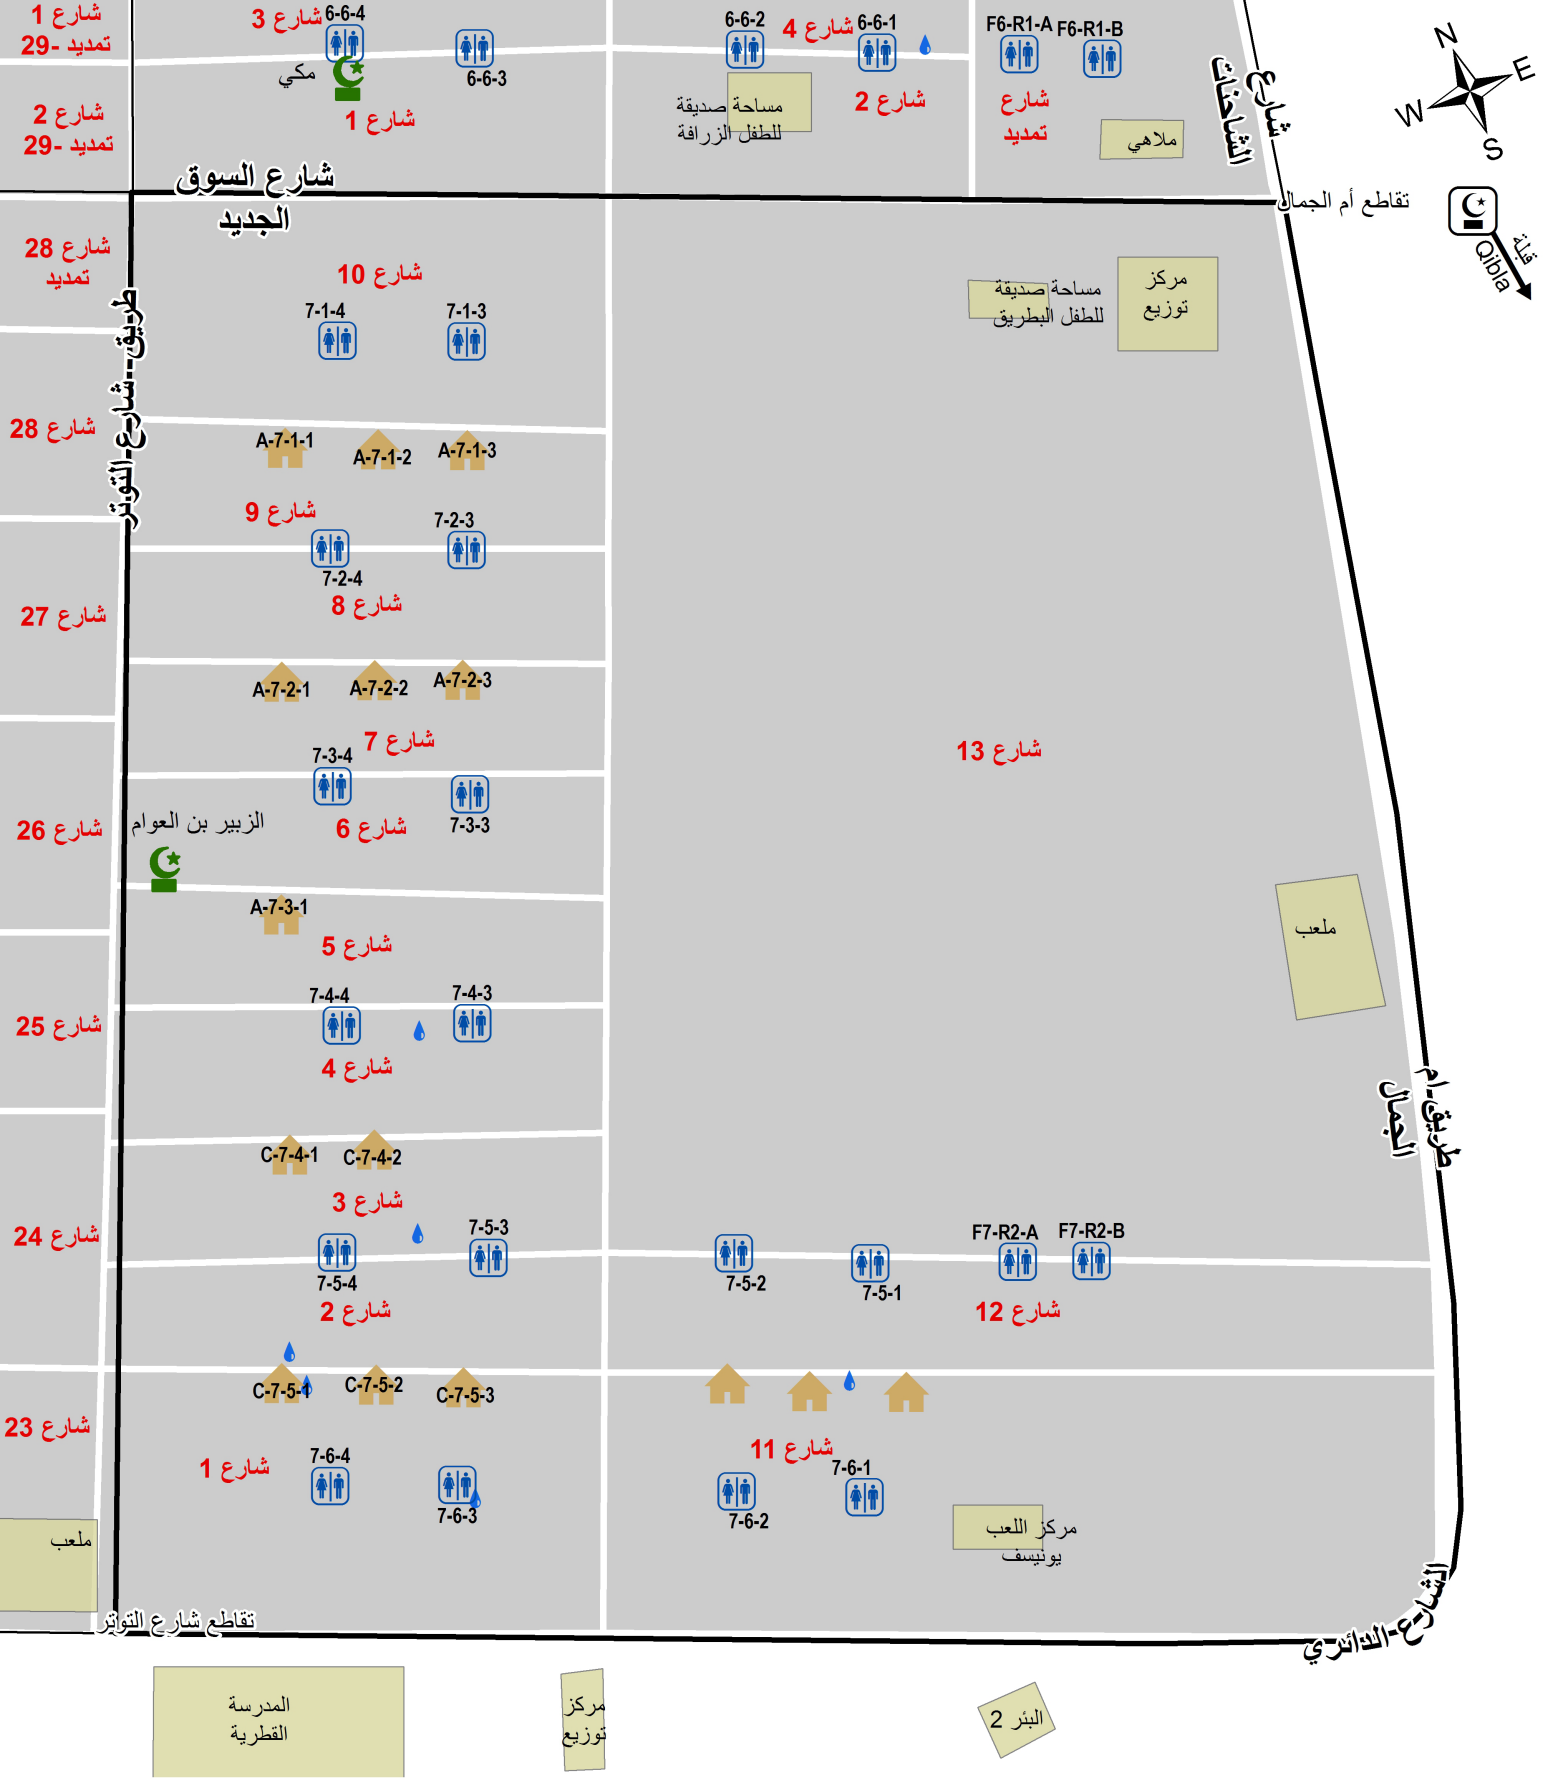 شارع 1
تمديد -29
شارع 3
6-6-4
6-6-3
مكي
شارع 1
6-6-2
شارع 4
6-6-1
شارع 2
مساحة صديقة
للطفل الزرافة
F6-R1-A
F6-R1-B
شارع
تمديد
ملاهي
شارع
الشاحنات
N
E
W
S
شارع 2
تمديد -29
شارع السوق
الجديد
تقاطع أم الجمال
قلة
Qibla
شارع 28
تمديد
شارع 10
7-1-4
7-1-3
مساحة صديقة
للطفل البطريق
مركز
توزيع
طريق--شارع-التوتر
شارع 28
A-7-1-1
A-7-1-2
A-7-1-3
شارع 9
7-2-3
7-2-4
شارع 8
شارع 27
A-7-2-1
A-7-2-2
A-7-2-3
شارع 7
شارع 13
7-3-4
7-3-3
شارع 6
شارع 26
الزبير بن العوام
A-7-3-1
شارع 5
ملعب
7-4-4
7-4-3
شارع 25
شارع 4
طريق-ام
الجمال
C-7-4-1
C-7-4-2
شارع 3
شارع 24
7-5-3
7-5-4
7-5-2
7-5-1
F7-R2-A
F7-R2-B
شارع 2
شارع 12
C-7-5-1
C-7-5-2
C-7-5-3
شارع 23
شارع 1
شارع 11
7-6-4
7-6-3
7-6-2
7-6-1
مركز اللعب
يونيسف
ملعب
تقاطع شارع التوتر
الشارع-الدائري
المدرسة
القطرية
مركز
توزيع
البئر 2